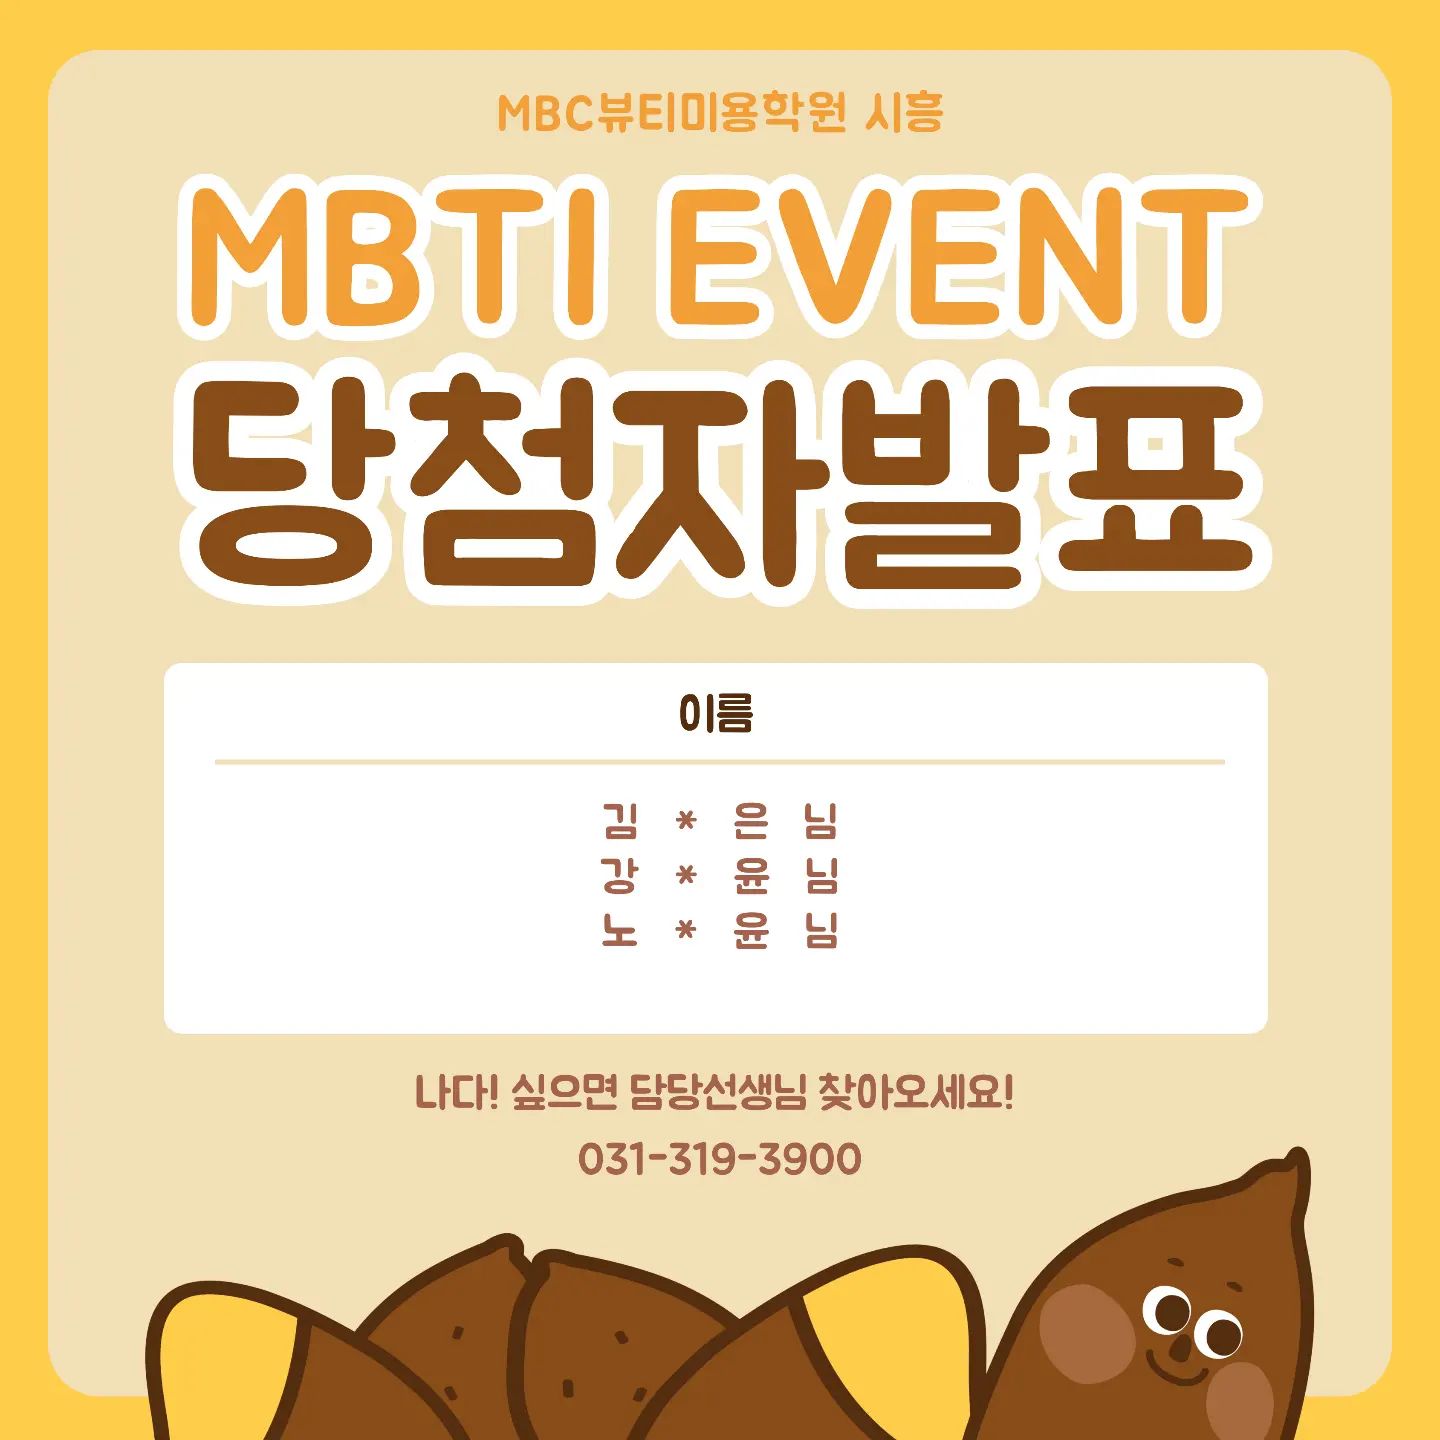 MBC뷰티미용학원 시흥
MBTI EVENT
당첨자발표
이름
김 * 은 님
강 * 윤 님
노 * 윤 님
나다! 싶으면 담당선생님 찾아오세요!
031-319-3900